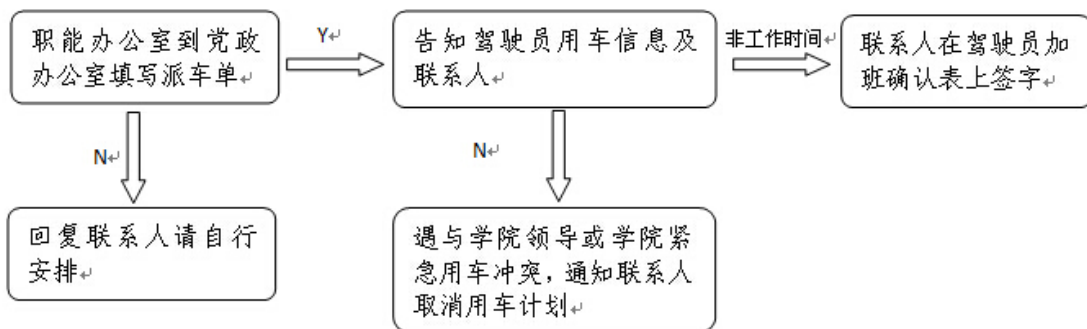 职能办公室到党政
办公室填写派车单
Y
告知驾驶员用车信息及
联系人
非工作时间
联系人在驾驶员加
班确认表上签字
N
N
回复联系人请自行
安排
遇与学院领导或学院紧
急用车冲突，通知联系人
取消用车计划